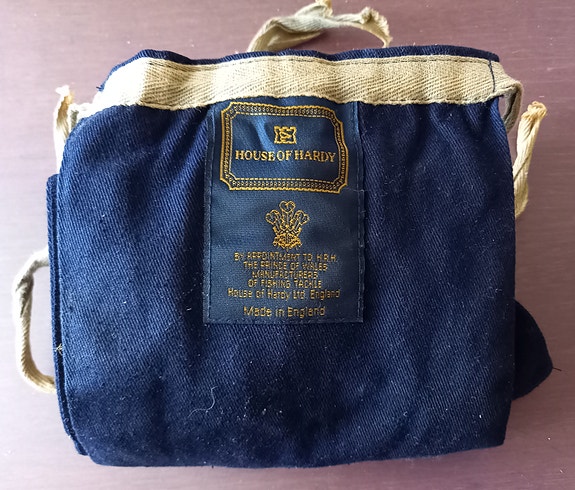 HOUSE OF HARDY
BY APPOINTMENT TO H.R.H.
THE PRINCE OF WALES
MANUFACTURERS
OF FISHING TACKLE
House of Hardy Ltd. England
Made in England